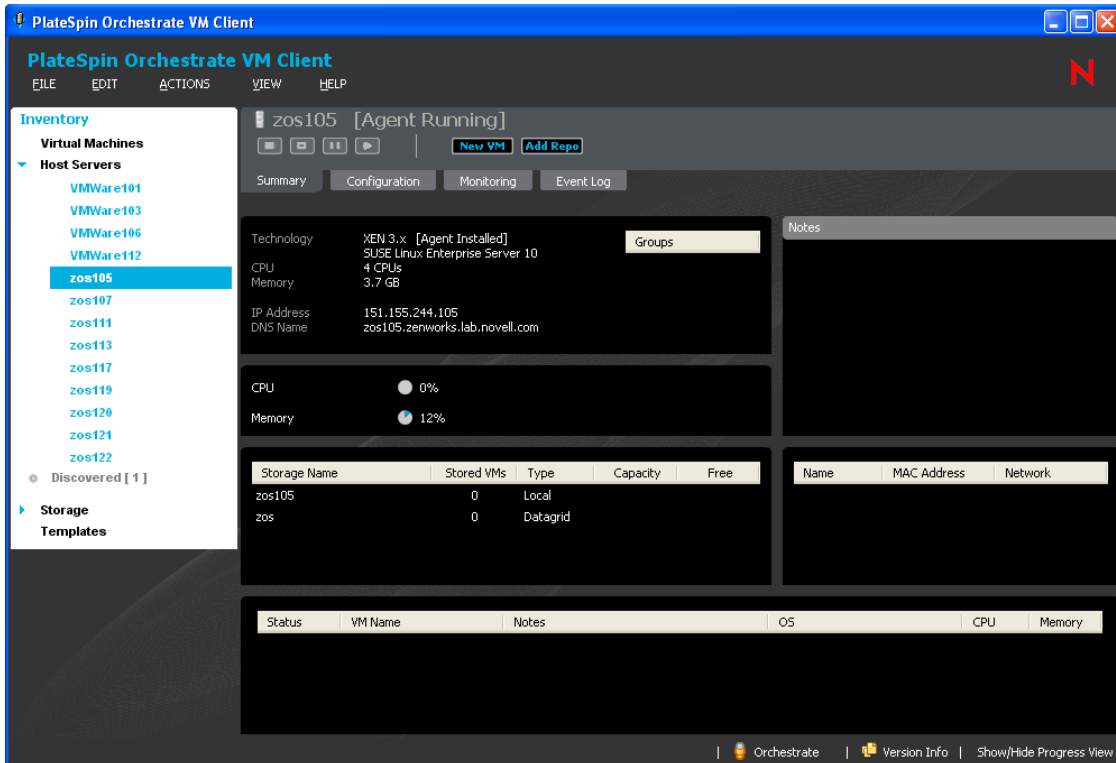 PlateSpin Orchestrate VM Client
PlateSpin Orchestrate VM Client
FILE EDIT ACTIONS VIEW HELP
N
Inventory
Virtual Machines
Host Servers
VMWare101
VMWare103
VMWare106
VMWare112
zos105
zos107
zos111
zos113
zos117
zos119
zos120
zos121
zos122
Discovered [ 1 ]
Storage
Templates
zos105 [Agent Running]
New VM Add Repo
Summary Configuration Monitoring Event Log
Technology XEN 3.x [Agent Installed]
SUSE Linux Enterprise Server 10
CPU 4 CPUs
Memory 3.7 GB
IP Address 151.155.244.105
DNS Name zos105.zenworks.lab.novell.com
Groups
Notes
CPU 0%
Memory 12%
Storage Name Stored VMs Type Capacity Free
zos105 0 Local
zos 0 Datagrid
Name MAC Address Network
Status VM Name Notes OS CPU Memory
| Orchestrate | Version Info | Show/Hide Progress View